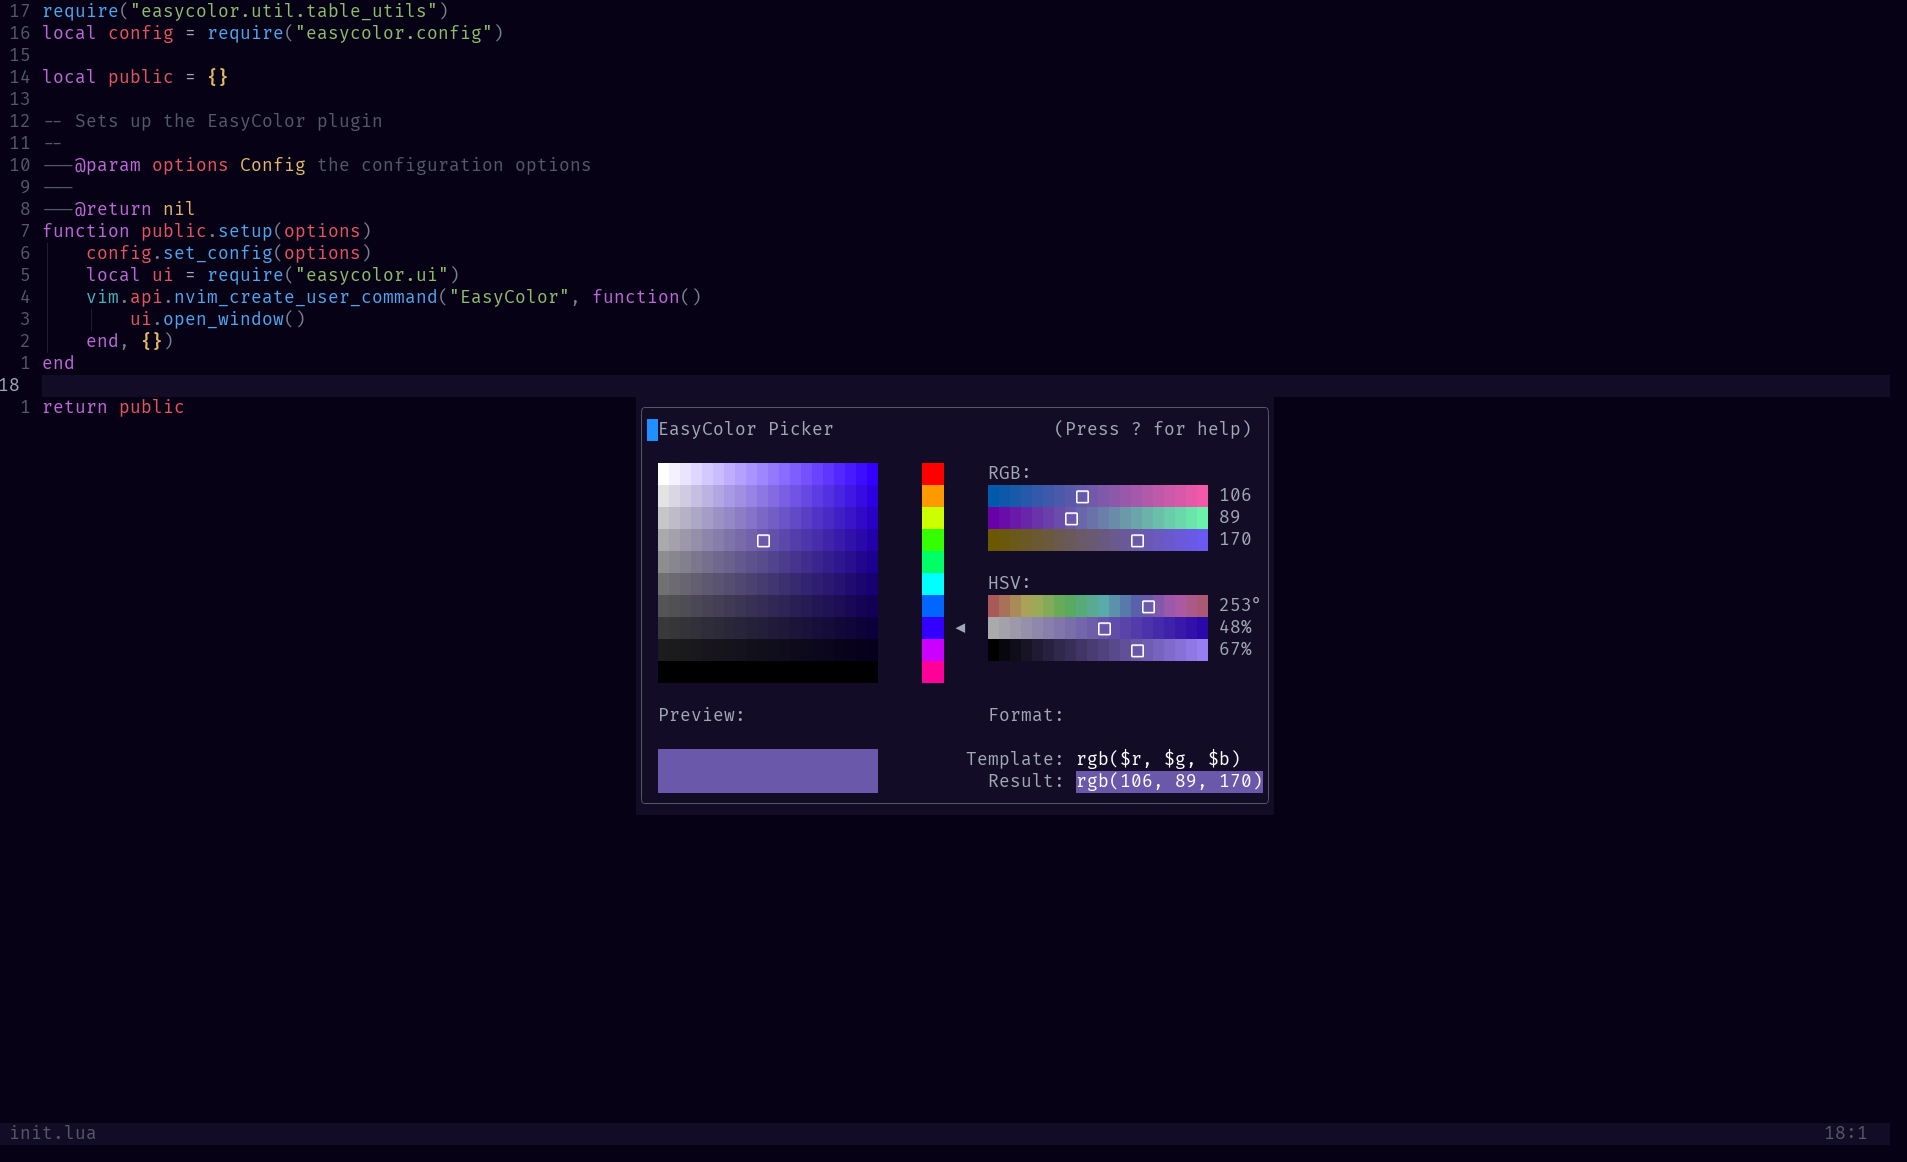 17 require("easycolor.util.table_utils")
16 local config = require("easycolor.config")
15
14 local public = {}
13
12 -- Sets up the EasyColor plugin
11 --
10 ---@param options Config the configuration options
9 ---
8 ---@return nil
7 function public.setup(options)
6     config.set_config(options)
5     local ui = require("easycolor.ui")
4     vim.api.nvim_create_user_command("EasyColor", function()
3         ui.open_window()
2     end, {})
1 end
18
1 return public
EasyColor Picker (Press ? for help)
RGB:
106
89
170
HSV:
253°
48%
67%
Preview: Format:
Template: rgb($r, $g, $b)
Result: rgb(106, 89, 170)
init.lua 18:1